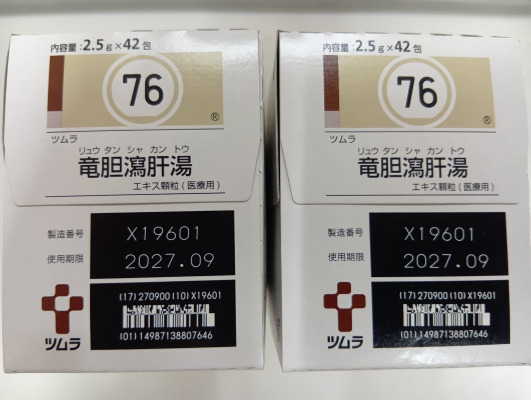 内容量：2.5g×42包
76
®
ツムラ
リュウ タン シャ カン トウ
竜胆瀉肝湯
エキス顆粒(医療用)
製造番号
X19601
使用期限
2027.09
(17)270900(10)X19601
(01)14987138807646
ツムラ
内容量：2.5g×42包
76
®
ツムラ
リュウ タン シャ カン トウ
竜胆瀉肝湯
エキス顆粒(医療用)
製造番号
X19601
使用期限
2027.09
(17)270900(10)X19601
(01)14987138807646
ツムラ